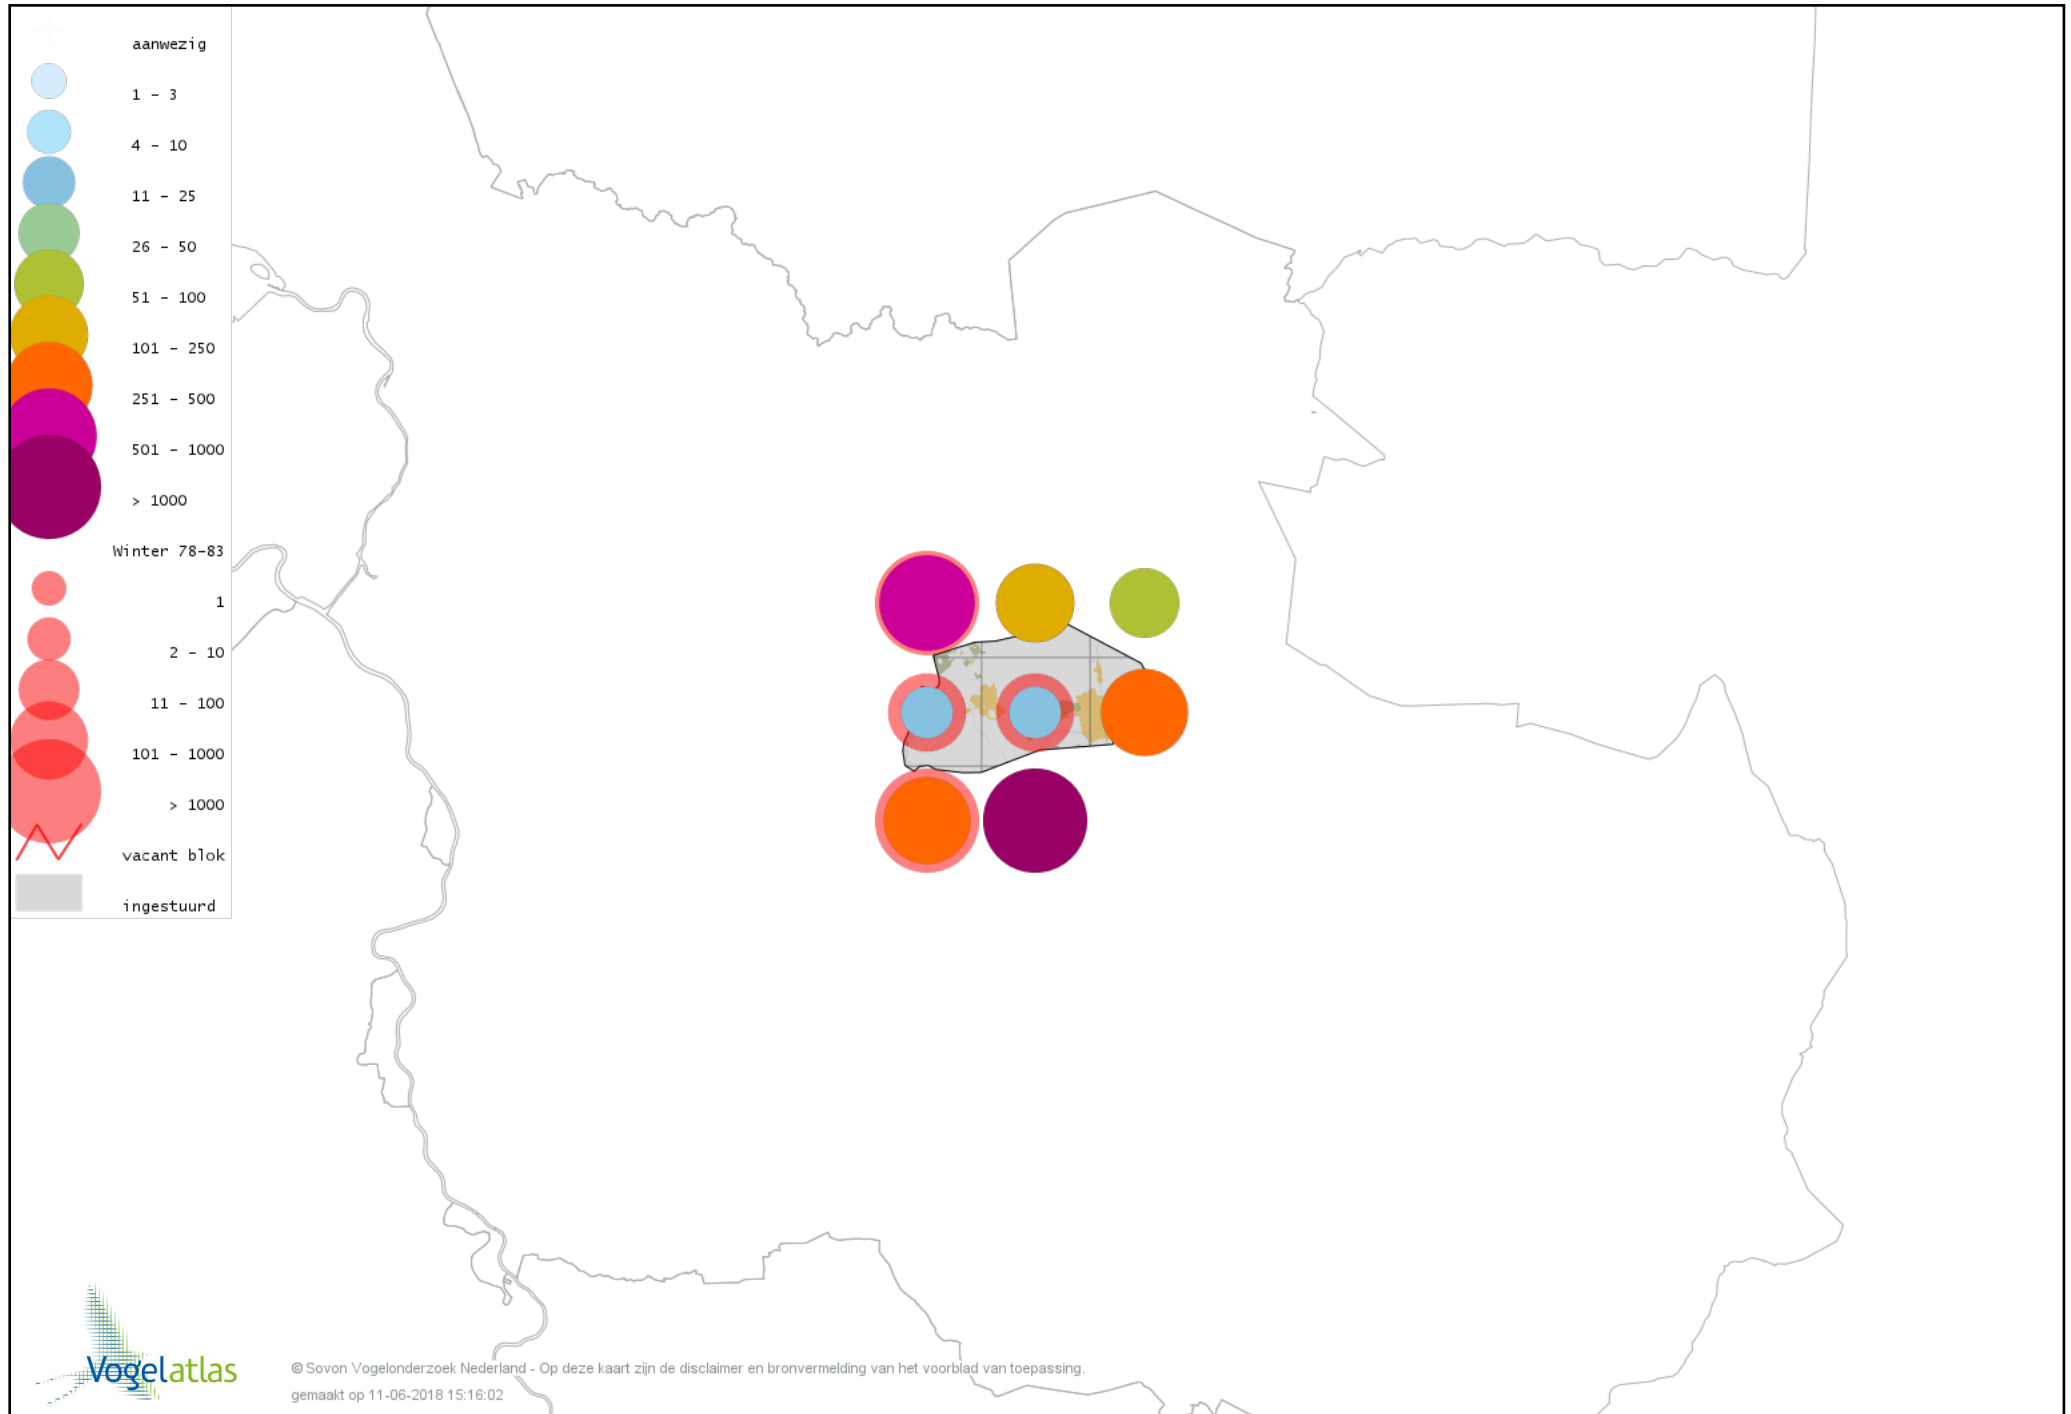 aanwezig
1 - 3
4 - 10
11 - 25
26 - 50
51 - 100
101 - 250
251 - 500
501 - 1000
> 1000
Winter 78-83
1
2 - 10
11 - 100
101 - 1000
> 1000
vacant blok
ingestuurd
Vogelatlas
© Sovon Vogelonderzoek Nederland - Op deze kaart zijn de disclaimer en bronvermelding van het voorblad van toepassing.
gemaakt op 11-06-2018 15:16:02